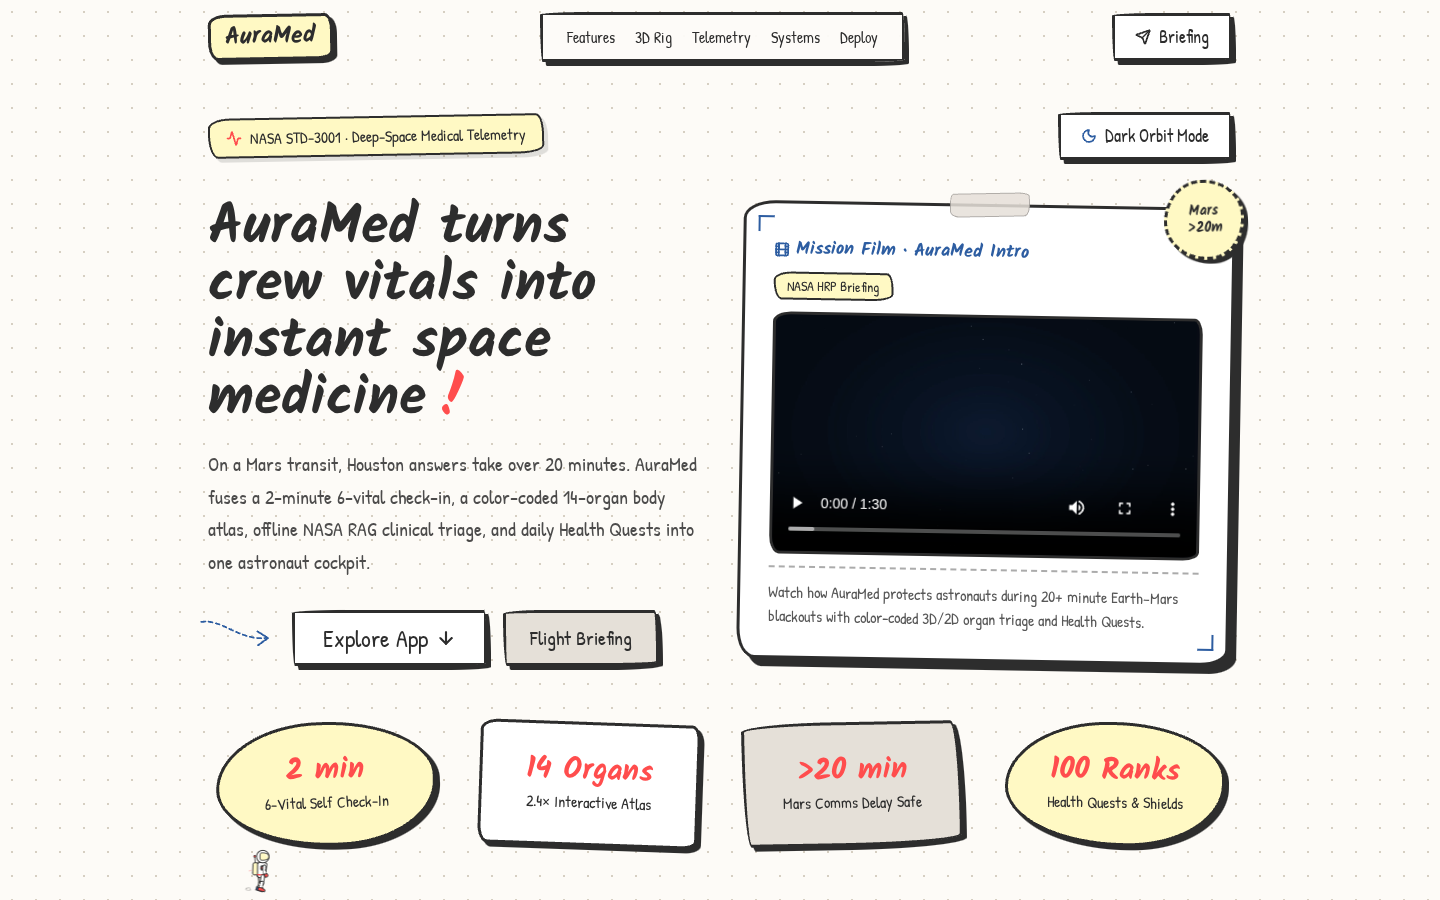 AuraMed
Features 3D Rig Telemetry Systems Deploy
Briefing
NASA STD-3001 · Deep-Space Medical Telemetry
Dark Orbit Mode
AuraMed turns
crew vitals into
instant space
medicine !
On a Mars transit, Houston answers take over 20 minutes. AuraMed
fuses a 2-minute 6-vital check-in, a color-coded 14-organ body
atlas, offline NASA RAG clinical triage, and daily Health Quests into
one astronaut cockpit.
Explore App ↓
Flight Briefing
Mars
>20m
Mission Film · AuraMed Intro
NASA HRP Briefing
0:00 / 1:30
Watch how AuraMed protects astronauts during 20+ minute Earth-Mars
blackouts with color-coded 3D/2D organ triage and Health Quests.
2 min
6-Vital Self Check-In
14 Organs
2.4× Interactive Atlas
>20 min
Mars Comms Delay Safe
100 Ranks
Health Quests & Shields